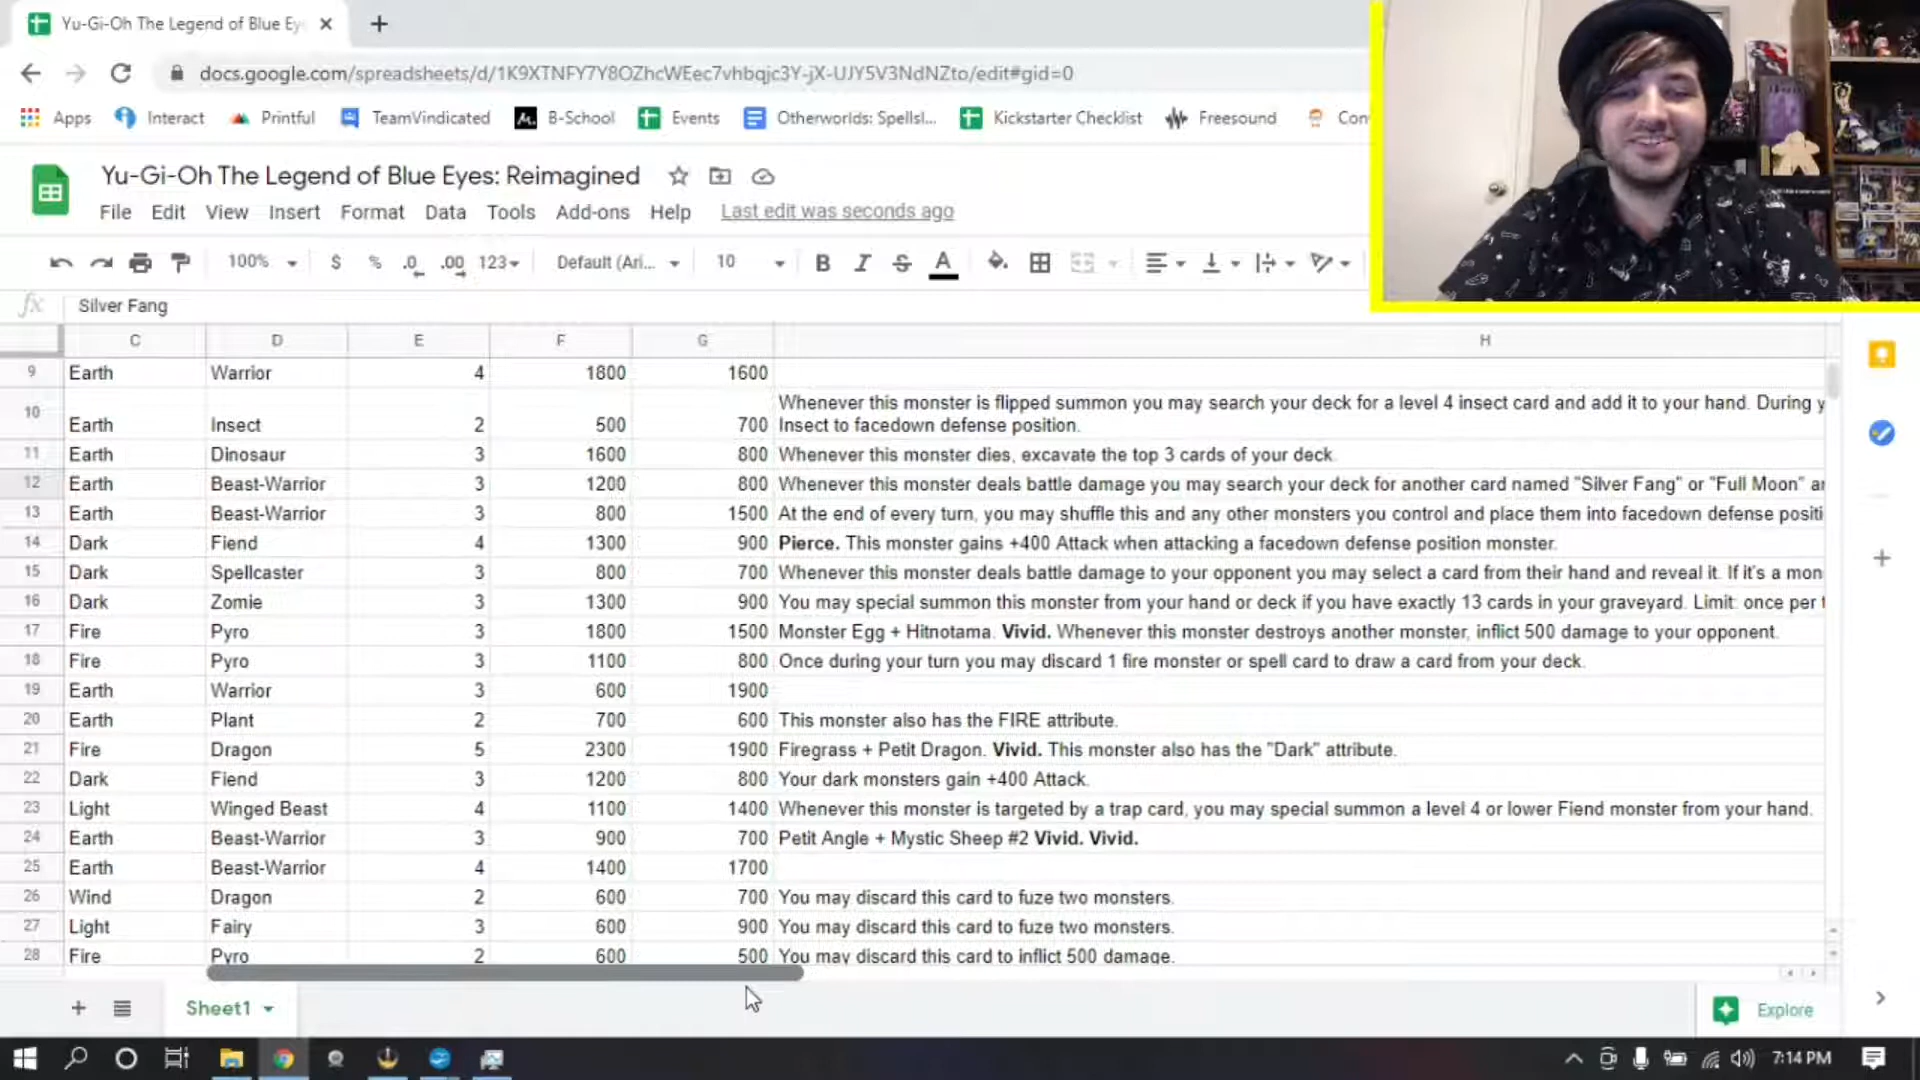 Yu-Gi-Oh The Legend of Blue Ey
docs.google.com/spreadsheets/d/1K9XTNFY7Y8OZhcWEec7vhbqjc3Y-jX-UJY5V3NdNZto/edit#gid=0
Apps Interact Printful TeamVindicated B-School Events Otherworlds: Spellsl... Kickstarter Checklist Freesound Con
Yu-Gi-Oh The Legend of Blue Eyes: Reimagined
File Edit View Insert Format Data Tools Add-ons Help Last edit was seconds ago
100% $ % .0 .00 123 Default (Ari... 10 B I S A
fx Silver Fang
C D E F G H
9 Earth Warrior 4 1800 1600
Whenever this monster is flipped summon you may search your deck for a level 4 insect card and add it to your hand. During y
10 Earth Insect 2 500 700 Insect to facedown defense position.
11 Earth Dinosaur 3 1600 800 Whenever this monster dies, excavate the top 3 cards of your deck.
12 Earth Beast-Warrior 3 1200 800 Whenever this monster deals battle damage you may search your deck for another card named "Silver Fang" or "Full Moon" ar
13 Earth Beast-Warrior 3 800 1500 At the end of every turn, you may shuffle this and any other monsters you control and place them into facedown defense positi
14 Dark Fiend 4 1300 900 Pierce. This monster gains +400 Attack when attacking a facedown defense position monster.
15 Dark Spellcaster 3 800 700 Whenever this monster deals battle damage to your opponent you may select a card from their hand and reveal it. If it's a mon
16 Dark Zomie 3 1300 900 You may special summon this monster from your hand or deck if you have exactly 13 cards in your graveyard. Limit: once per t
17 Fire Pyro 3 1800 1500 Monster Egg + Hitnotama. Vivid. Whenever this monster destroys another monster, inflict 500 damage to your opponent.
18 Fire Pyro 3 1100 800 Once during your turn you may discard 1 fire monster or spell card to draw a card from your deck.
19 Earth Warrior 3 600 1900
20 Earth Plant 2 700 600 This monster also has the FIRE attribute.
21 Fire Dragon 5 2300 1900 Firegrass + Petit Dragon. Vivid. This monster also has the "Dark" attribute.
22 Dark Fiend 3 1200 800 Your dark monsters gain +400 Attack.
23 Light Winged Beast 4 1100 1400 Whenever this monster is targeted by a trap card, you may special summon a level 4 or lower Fiend monster from your hand.
24 Earth Beast-Warrior 3 900 700 Petit Angle + Mystic Sheep #2 Vivid. Vivid.
25 Earth Beast-Warrior 4 1400 1700
26 Wind Dragon 2 600 700 You may discard this card to fuze two monsters.
27 Light Fairy 3 600 900 You may discard this card to fuze two monsters.
28 Fire Pyro 2 600 500 You may discard this card to inflict 500 damage.
Sheet1 Explore
7:14 PM